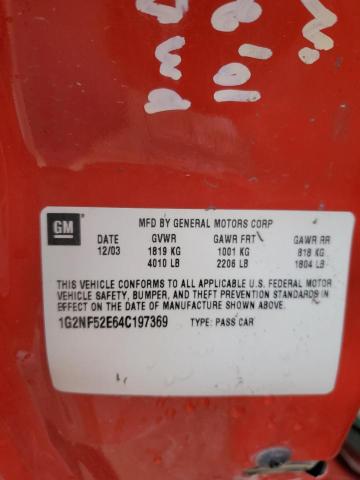 GM
MFD BY GENERAL MOTORS CORP
DATE GVWR GAWR FRT GAWR RR
12/03 1819 KG 1001 KG 818 KG
4010 LB 2206 LB 1804 LB
THIS VEHICLE CONFORMS TO ALL APPLICABLE U.S. FEDERAL MOTOR
VEHICLE SAFETY, BUMPER, AND THEFT PREVENTION STANDARDS IN
EFFECT ON THE DATE OF MANUFACTURE SHOWN ABOVE.
1G2NF52E64C197369 TYPE: PASS CAR